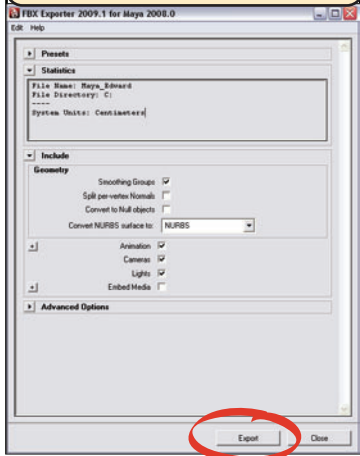 FBX Exporter 2009.1 for Maya 2008.0
Edit Help
Presets
Statistics
File Name: Maya_Edward
File Directory: C:
----
System Units: Centimeters
Include
Geometry
Smoothing Groups
Split per-vertex Normals
Convert to Null objects
Convert NURBS surface to: NURBS
Animation
Cameras
Lights
Embed Media
Advanced Options
Export Close